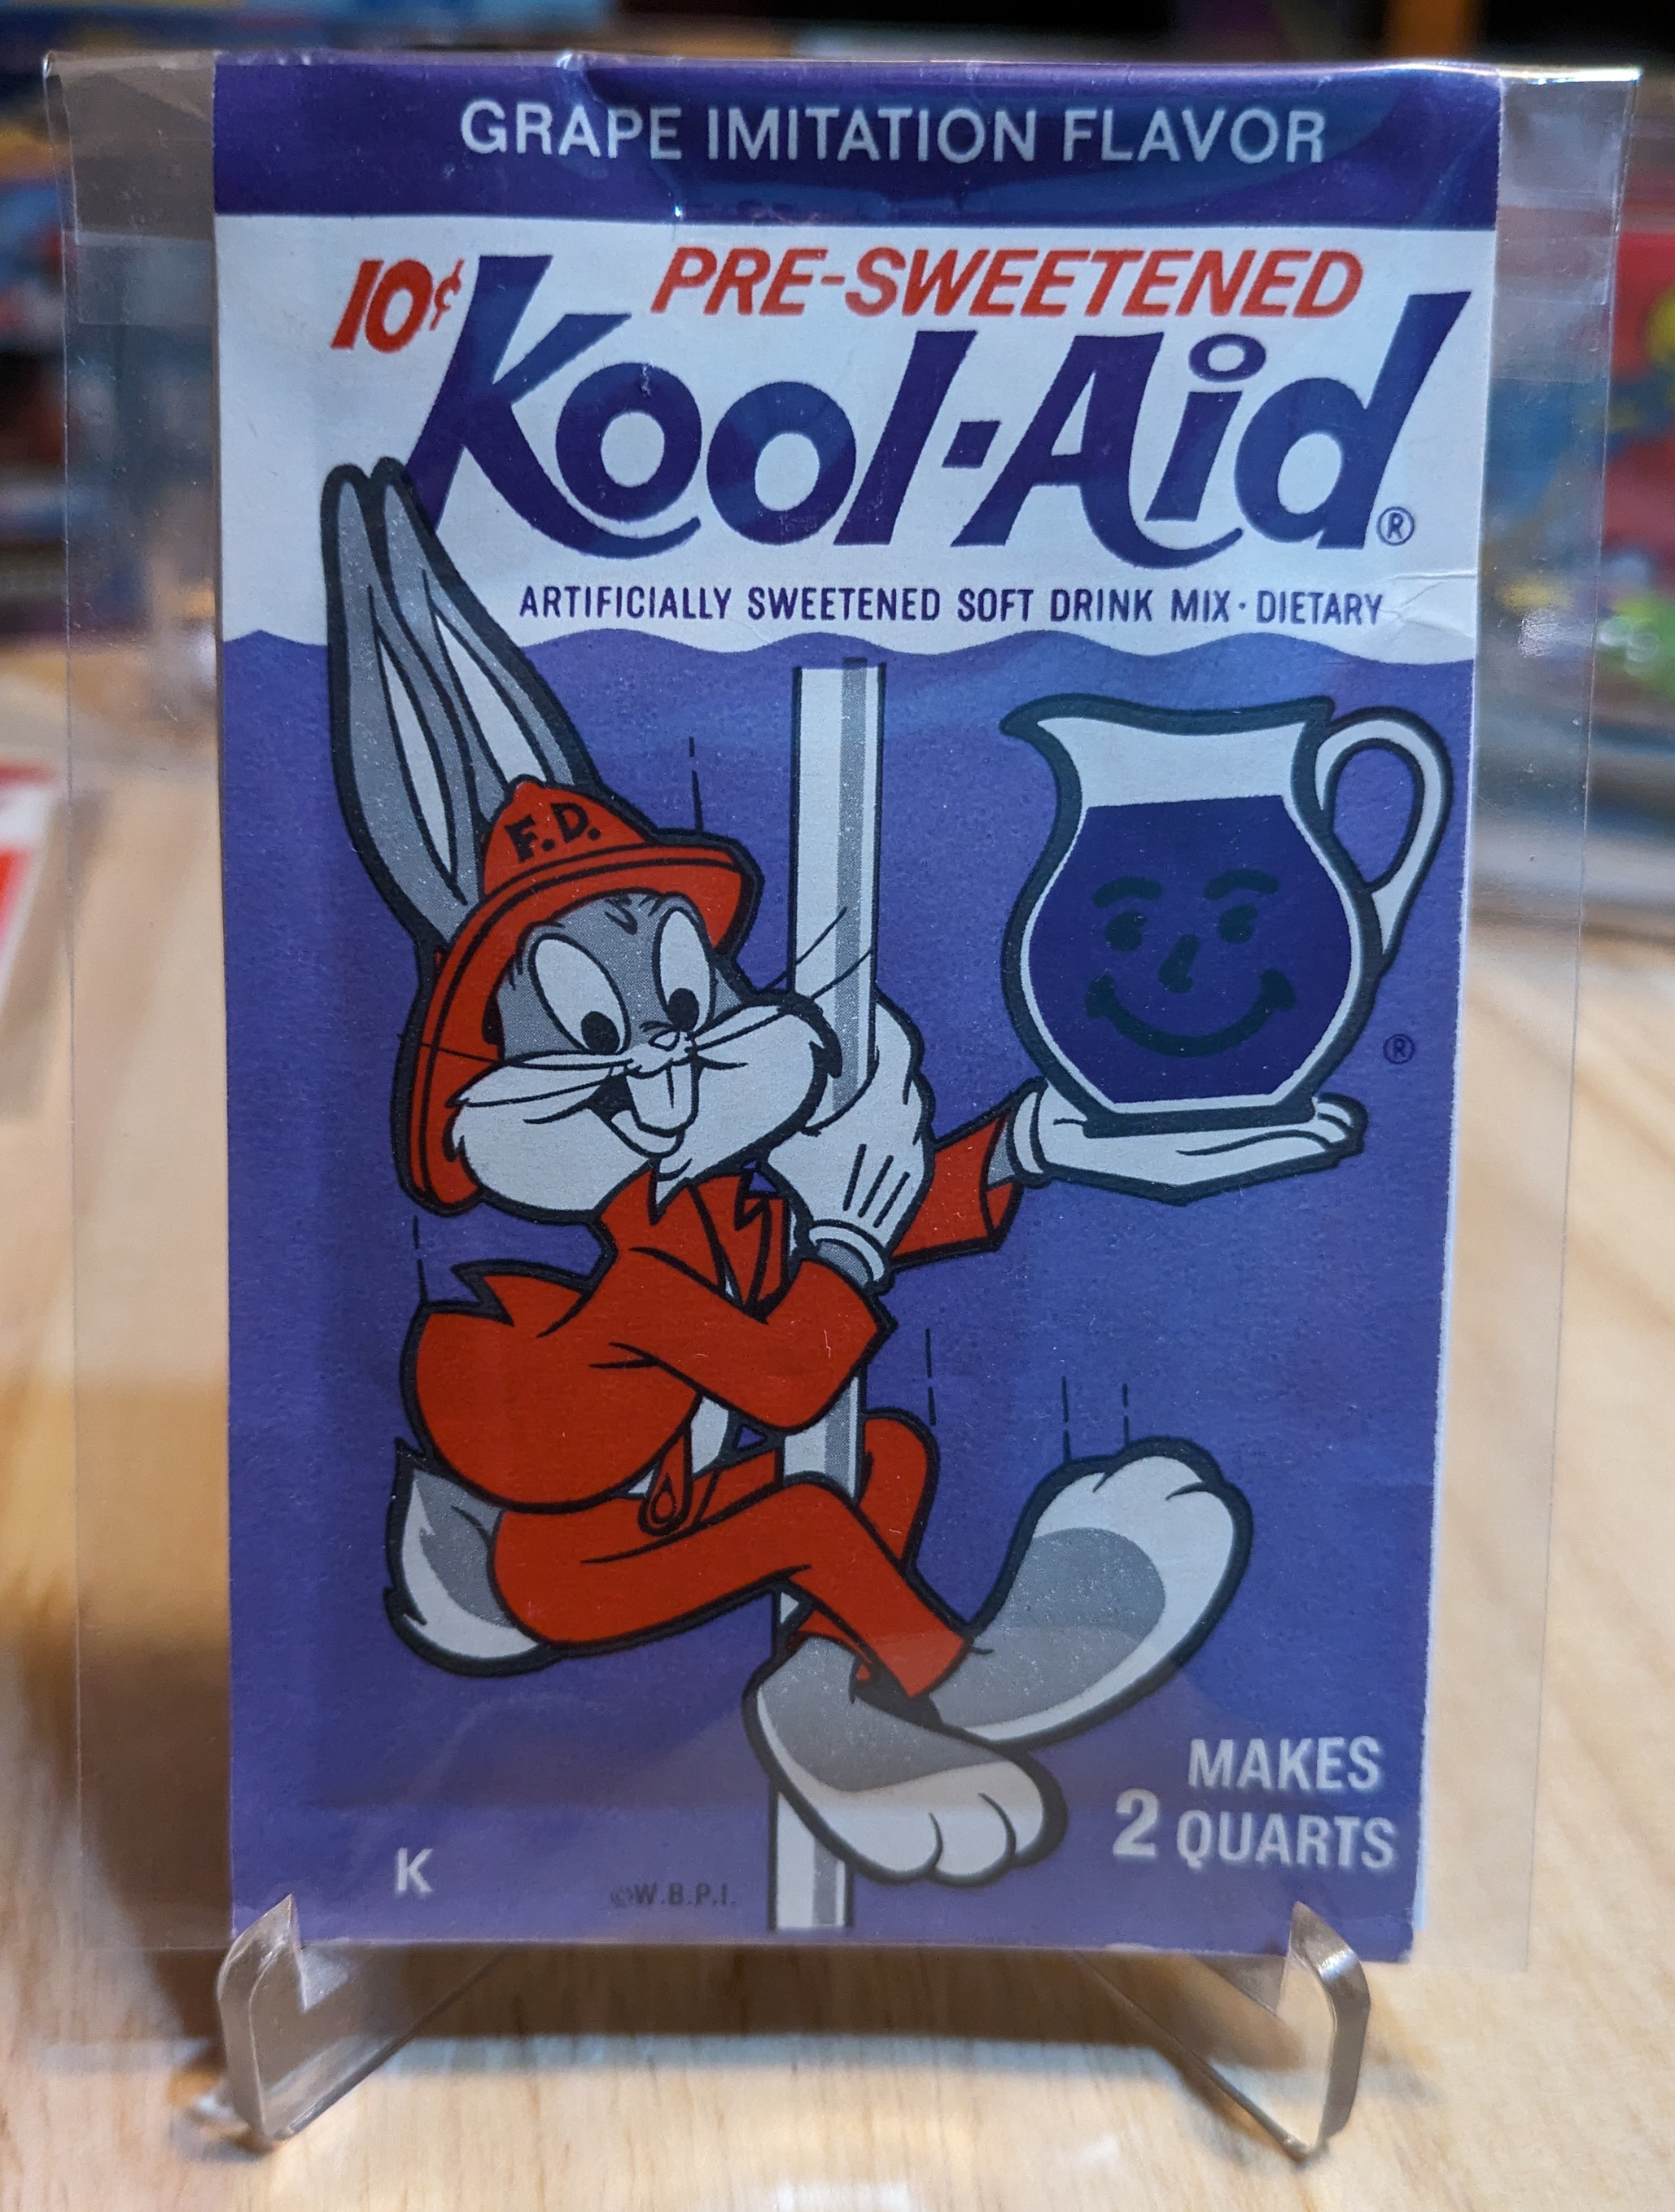 GRAPE IMITATION FLAVOR
10¢ PRE-SWEETENED
Kool-Aid®
ARTIFICIALLY SWEETENED SOFT DRINK MIX · DIETARY
F.D.
®
MAKES
2 QUARTS
K
©W.B.P.I.